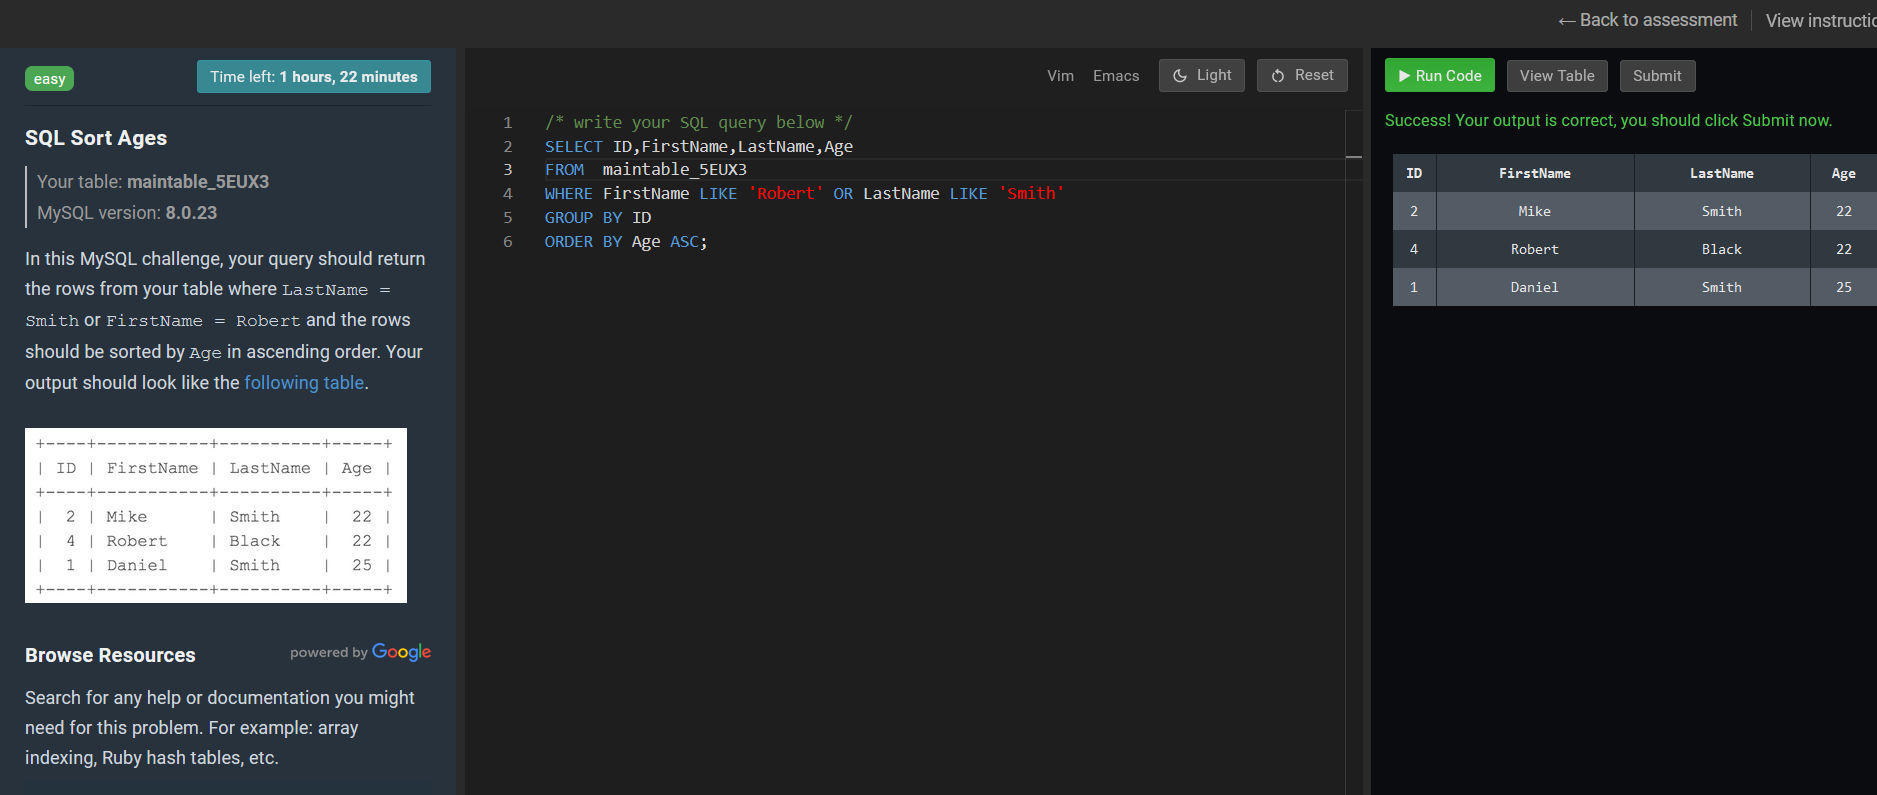 ← Back to assessment
View instructio
easy
Time left: 1 hours, 22 minutes
SQL Sort Ages
Your table: maintable_5EUX3
MySQL version: 8.0.23
In this MySQL challenge, your query should return
the rows from your table where LastName =
Smith or FirstName = Robert and the rows
should be sorted by Age in ascending order. Your
output should look like the following table.
+----+-----------+----------+-----+
| ID | FirstName | LastName | Age |
+----+-----------+----------+-----+
|  2 | Mike      | Smith    |  22 |
|  4 | Robert    | Black    |  22 |
|  1 | Daniel    | Smith    |  25 |
+----+-----------+----------+-----+
Browse Resources
powered by Google
Search for any help or documentation you might
need for this problem. For example: array
indexing, Ruby hash tables, etc.
Vim Emacs Light Reset
1 /* write your SQL query below */
2 SELECT ID,FirstName,LastName,Age
3 FROM  maintable_5EUX3
4 WHERE FirstName LIKE 'Robert' OR LastName LIKE 'Smith'
5 GROUP BY ID
6 ORDER BY Age ASC;
Run Code View Table Submit
Success! Your output is correct, you should click Submit now.
ID FirstName LastName Age
2 Mike Smith 22
4 Robert Black 22
1 Daniel Smith 25